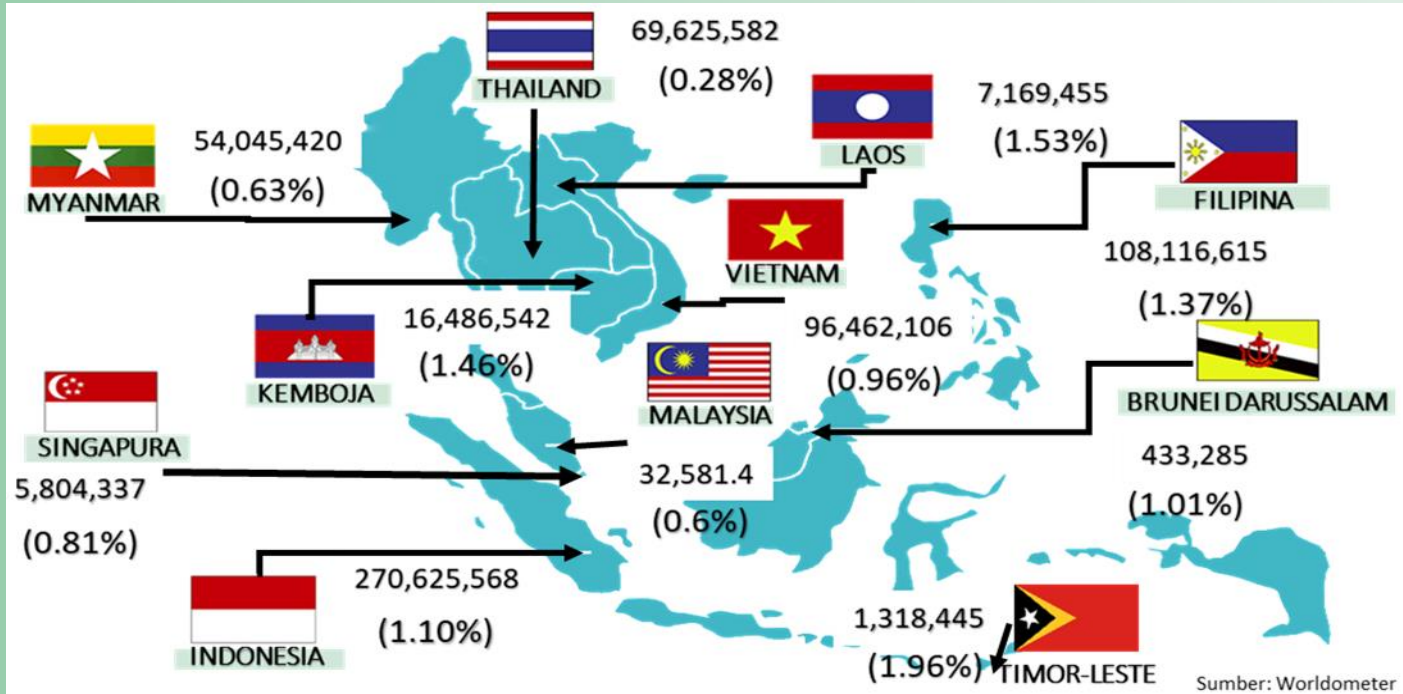 THAILAND
69,625,582
(0.28%)
LAOS
7,169,455
(1.53%)
MYANMAR
54,045,420
(0.63%)
FILIPINA
108,116,615
(1.37%)
VIETNAM
96,462,106
(0.96%)
KEMBOJA
16,486,542
(1.46%)
MALAYSIA
32,581.4
(0.6%)
BRUNEI DARUSSALAM
433,285
(1.01%)
SINGAPURA
5,804,337
(0.81%)
INDONESIA
270,625,568
(1.10%)
TIMOR-LESTE
1,318,445
(1.96%)
Sumber: Worldometer